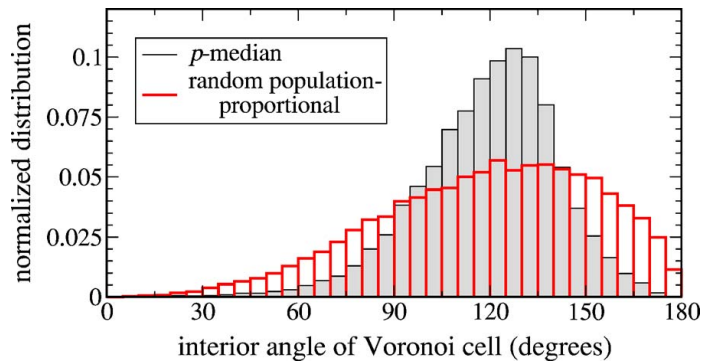 normalized distribution
0.1
0.075
0.05
0.025
0
p-median
random population-
proportional
0 30 60 90 120 150 180
interior angle of Voronoi cell (degrees)